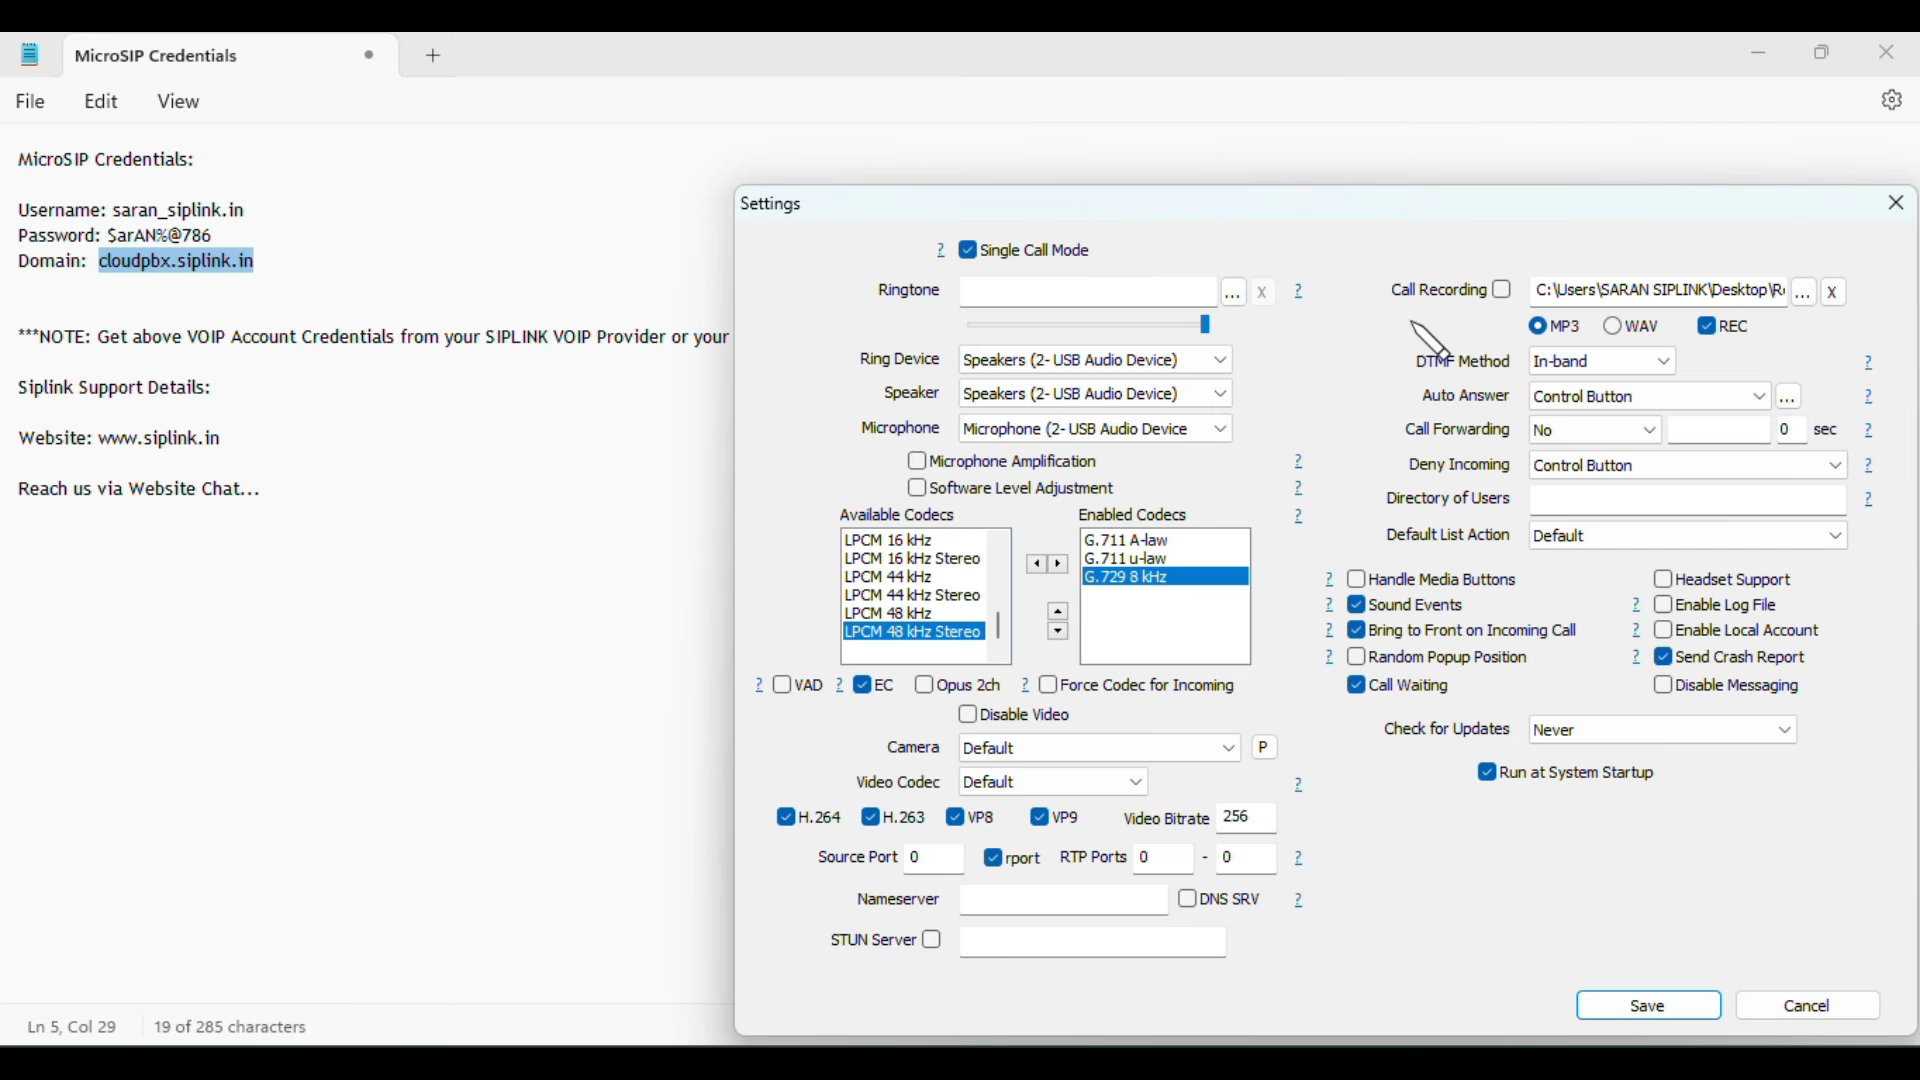 MicroSIP Credentials
File Edit View
MicroSIP Credentials:
Username: saran_siplink.in
Password: SarAN%@786
Domain: cloudpbx.siplink.in
***NOTE: Get above VOIP Account Credentials from your SIPLINK VOIP Provider or your
Siplink Support Details:
Website: www.siplink.in
Reach us via Website Chat...
Ln 5, Col 29 19 of 285 characters
Settings
? Single Call Mode
Ringtone ... X ?
Ring Device Speakers (2- USB Audio Device)
Speaker Speakers (2- USB Audio Device)
Microphone Microphone (2- USB Audio Device
Microphone Amplification ?
Software Level Adjustment ?
Available Codecs Enabled Codecs ?
LPCM 16 kHz G.711 A-law
LPCM 16 kHz Stereo G.711 u-law
LPCM 44 kHz G.729 8 kHz
LPCM 44 kHz Stereo
LPCM 48 kHz
LPCM 48 kHz Stereo
? VAD ? EC Opus 2ch ? Force Codec for Incoming
Disable Video
Camera Default P
Video Codec Default ?
H.264 H.263 VP8 VP9 Video Bitrate 256
Source Port 0 rport RTP Ports 0 - 0 ?
Nameserver DNS SRV ?
STUN Server
Call Recording C:\Users\SARAN SIPLINK\Desktop\R ... X
MP3 WAV REC
DTMF Method In-band ?
Auto Answer Control Button ... ?
Call Forwarding No 0 sec ?
Deny Incoming Control Button ?
Directory of Users ?
Default List Action Default
? Handle Media Buttons Headset Support
? Sound Events ? Enable Log File
? Bring to Front on Incoming Call ? Enable Local Account
? Random Popup Position ? Send Crash Report
Call Waiting Disable Messaging
Check for Updates Never
Run at System Startup
Save Cancel